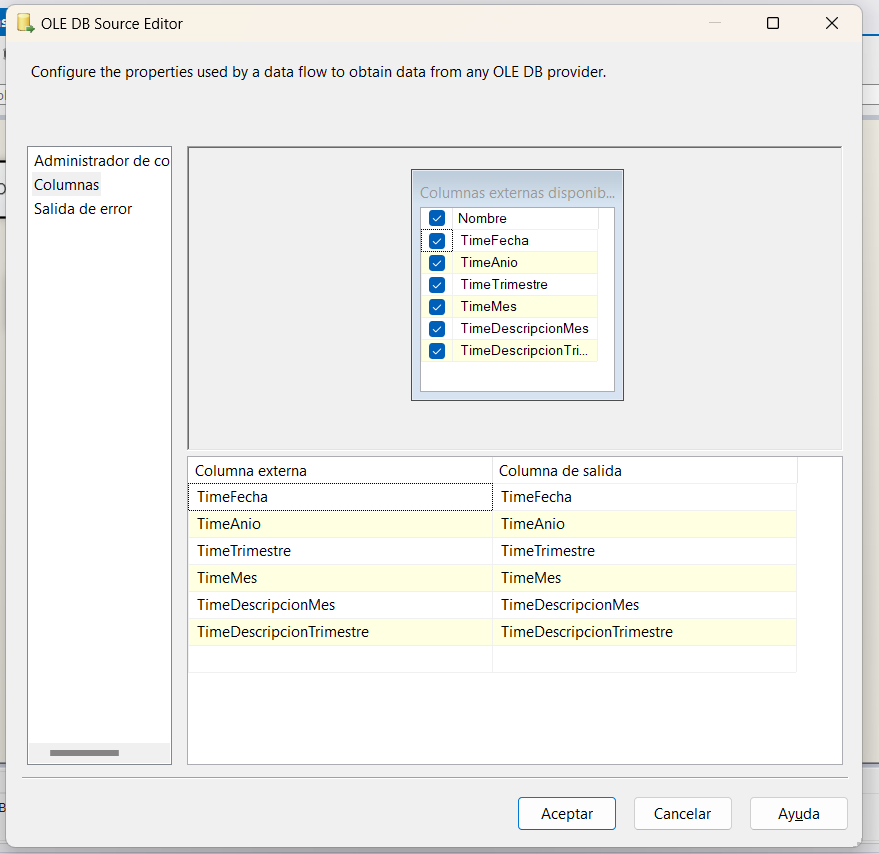 OLE DB Source Editor
Configure the properties used by a data flow to obtain data from any OLE DB provider.
Administrador de co
Columnas
Salida de error
Columnas externas disponib...
Nombre
TimeFecha
TimeAnio
TimeTrimestre
TimeMes
TimeDescripcionMes
TimeDescripcionTri...
Columna externa Columna de salida
TimeFecha TimeFecha
TimeAnio TimeAnio
TimeTrimestre TimeTrimestre
TimeMes TimeMes
TimeDescripcionMes TimeDescripcionMes
TimeDescripcionTrimestre TimeDescripcionTrimestre
Aceptar Cancelar Ayuda